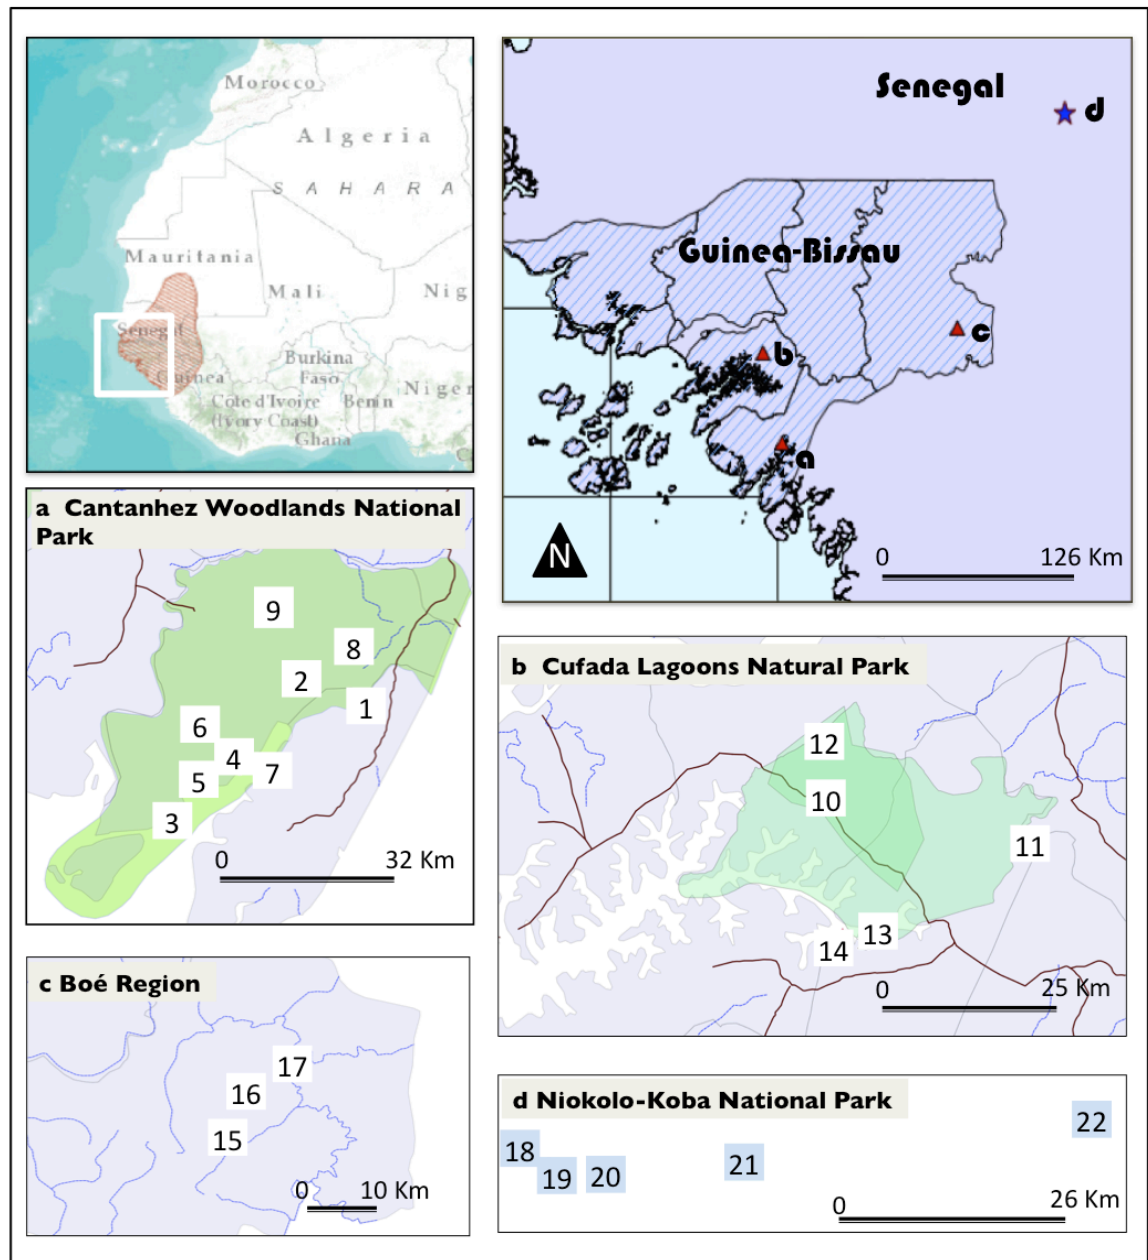 Morocco
Algeria
SAHARA
Mauritania
Mali
Nig
Senegal
Guinea
Burkina
Faso
Niger
Côte d'Ivoire
(Ivory Coast)
Benin
Ghana
Senegal
d
Guinea-Bissau
c
b
a
N
0
126 Km
a Cantanhez Woodlands National
Park
9
8
2
1
6
4
7
5
3
0
32 Km
b Cufada Lagoons Natural Park
12
10
11
13
14
0
25 Km
c Boé Region
17
16
15
0
10 Km
d Niokolo-Koba National Park
22
18
21
19
20
0
26 Km